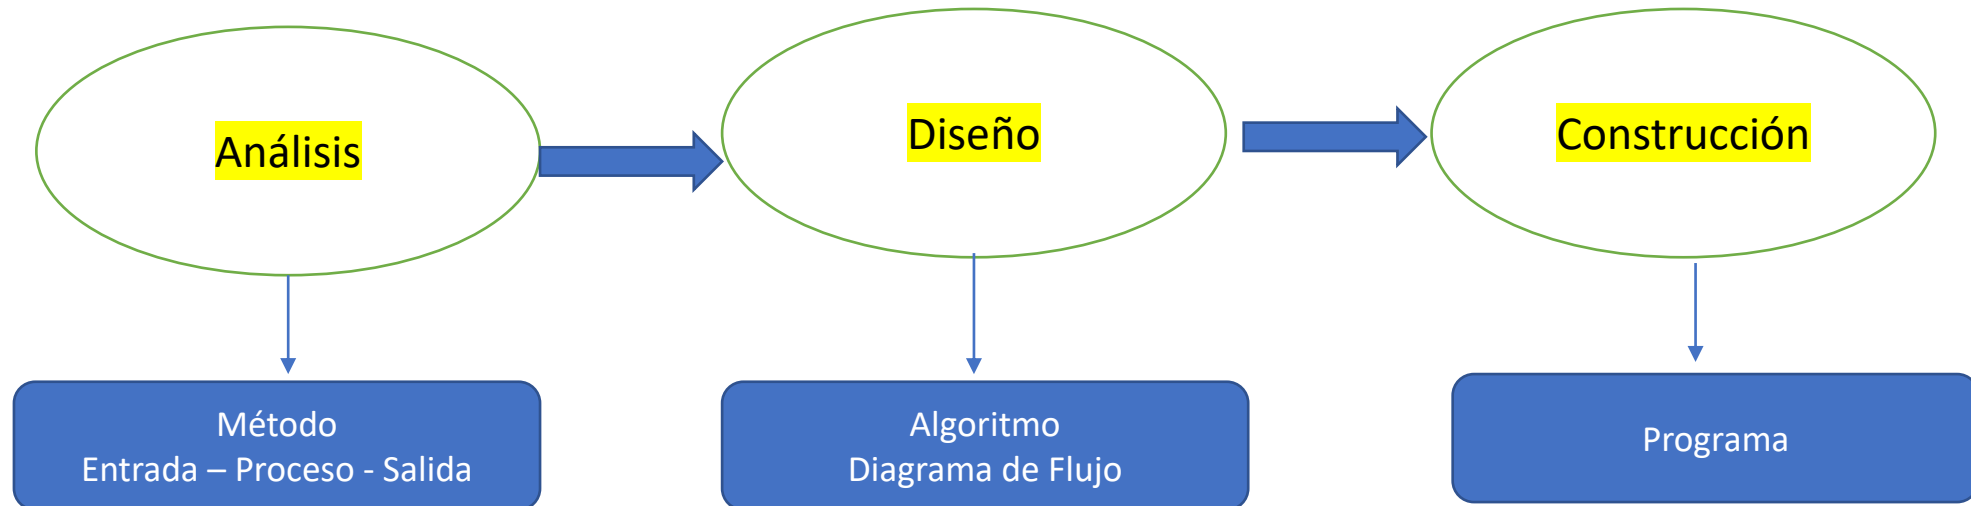 Análisis
Diseño
Construcción
Método
Entrada – Proceso - Salida
Algoritmo
Diagrama de Flujo
Programa